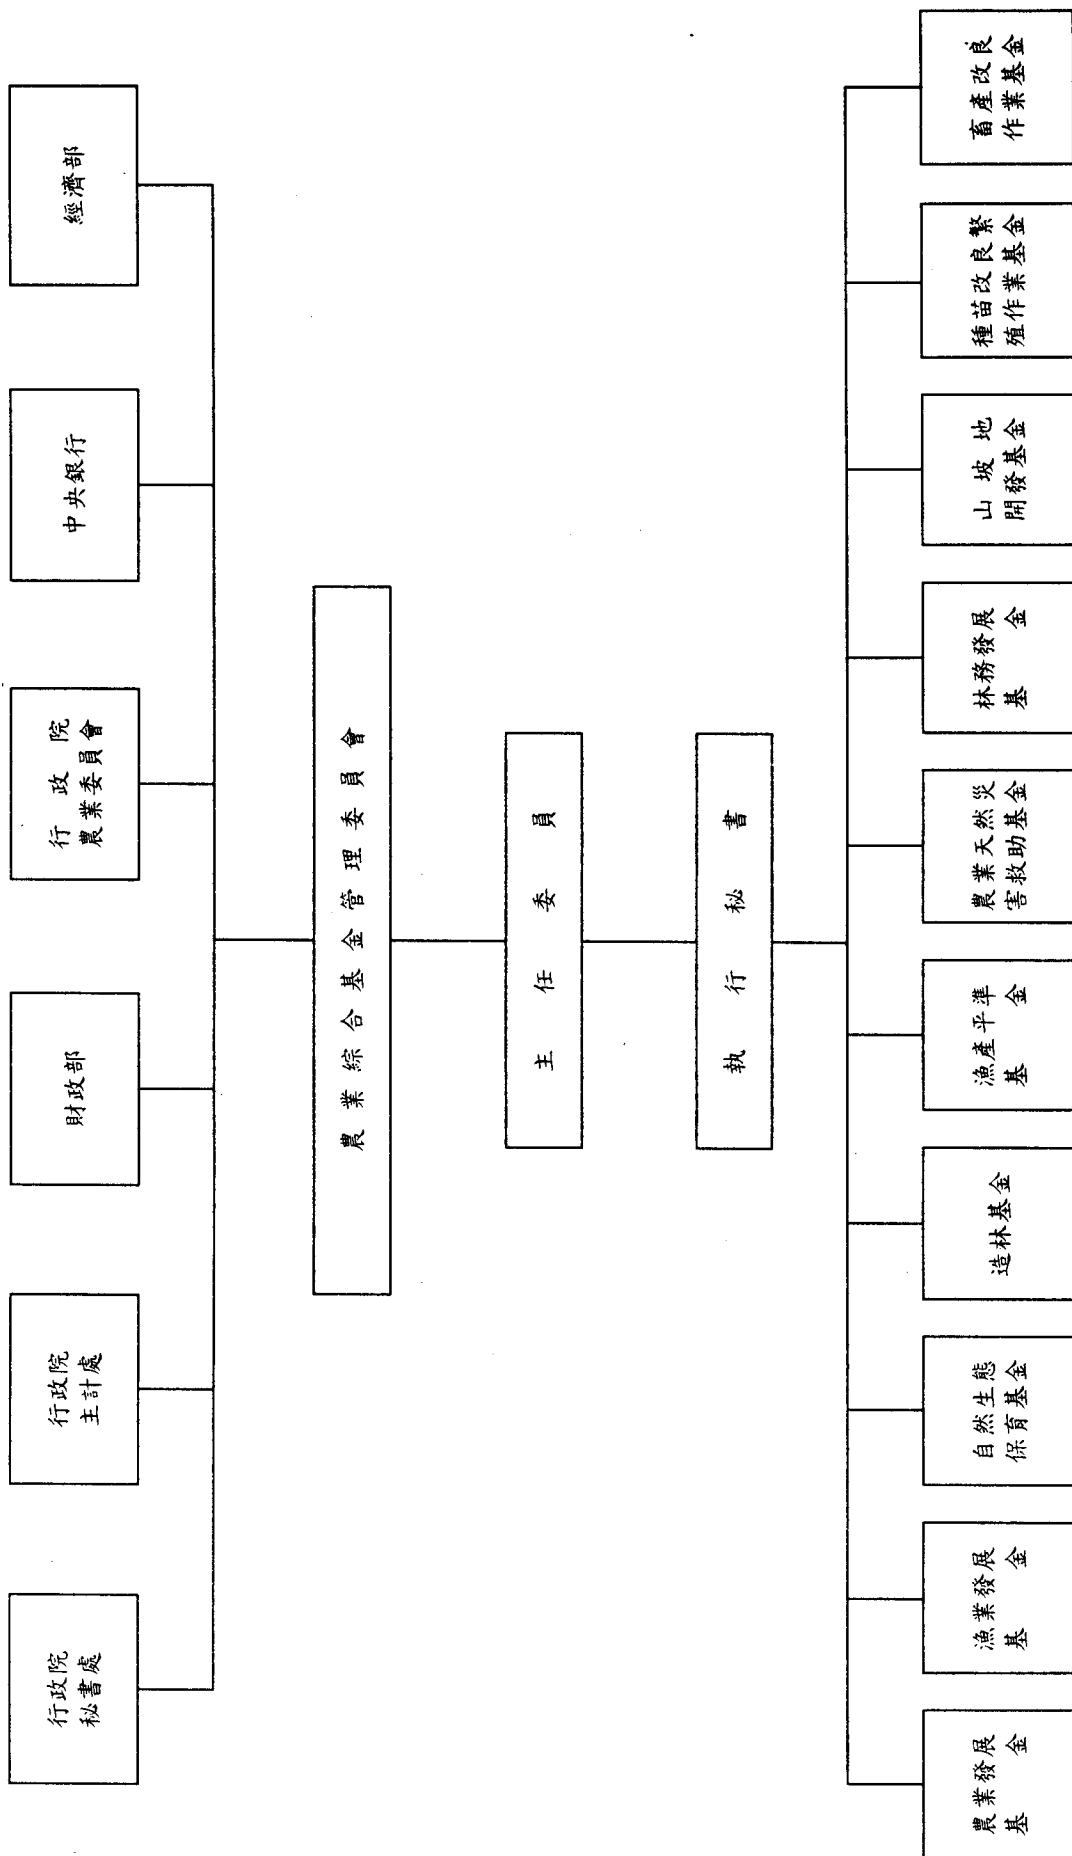 行政院
秘書處
行政院
主計處
財政部
行政院
農業委員會
中央銀行
經濟部
農業綜合基金管理委員會
主任委員
執行秘書
農業發展
基金
漁業發展
基金
自然生態
保育基金
造林基金
漁產平準
基金
農業天然災
害救助基金
林務發展
基金
山坡地
開發基金
種苗改良繁
殖作業基金
畜產改良
作業基金